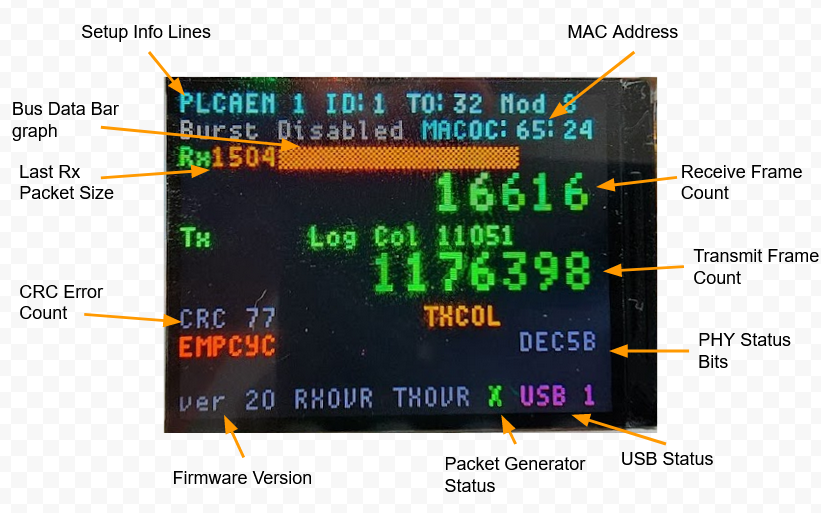 Setup Info Lines
MAC Address
Bus Data Bar
graph
Last Rx
Packet Size
CRC Error
Count
PLCAEN 1 ID:1 TO:32 Nod 8
Burst Disabled MACOC:65:24
Rx1504
16616
Tx Log Col 11051
1176398
CRC 77 TXCOL
EMPCYC DEC5B
ver 20 RXOVR TXOVR X USB 1
Receive Frame
Count
Transmit Frame
Count
PHY Status
Bits
Firmware Version
Packet Generator
Status
USB Status